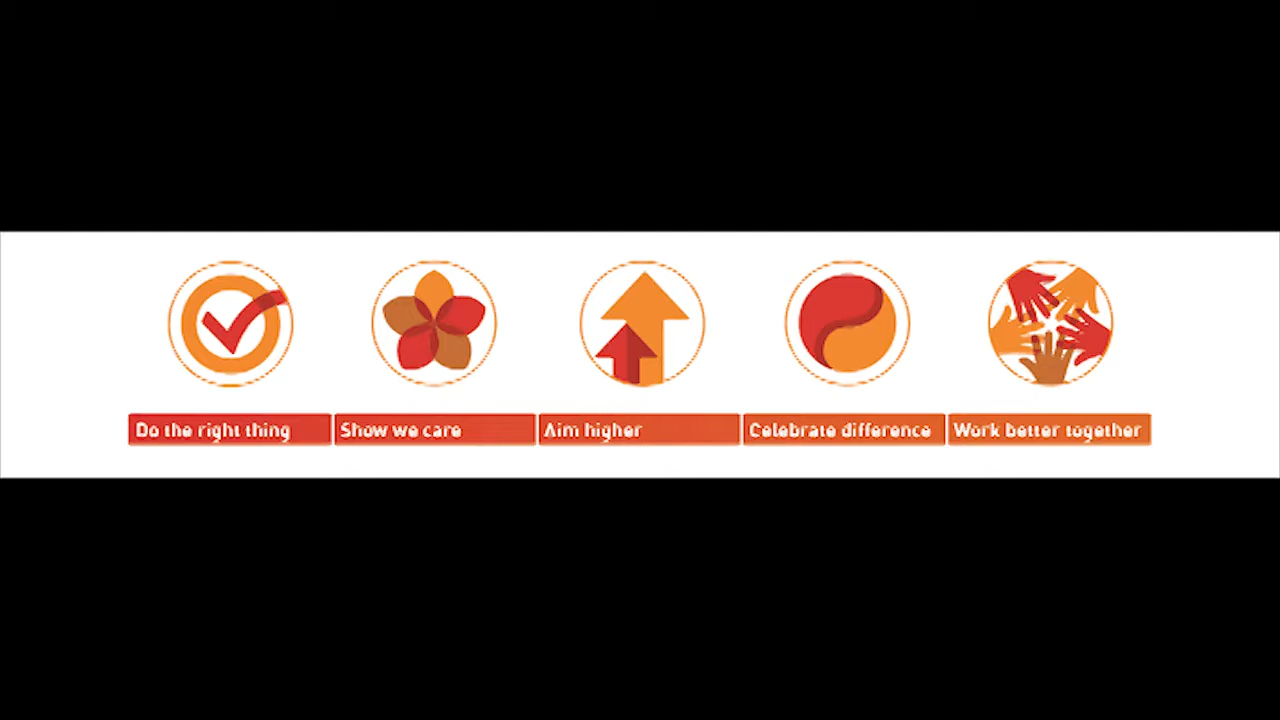 Do the right thing
Show we care
Aim higher
Celebrate difference
Work better together